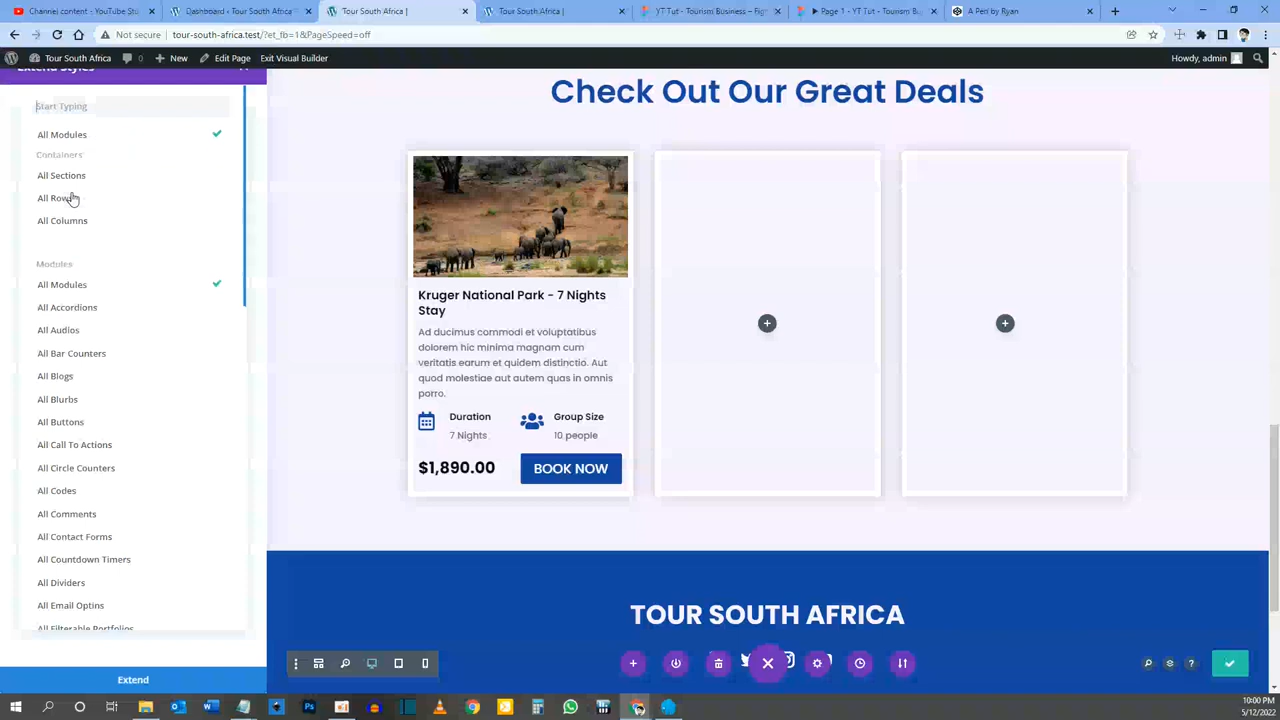 Tour South Africa |
Dashboard ‹ Tour South Africa —
Tour South Africa |
Tour South Africa |
YT Tut - Tourism Business – Fig
Page 1 - YT Tut - Tourism Bu
A Pen by Ryan
Not secure
tour-south-africa.test/?et_fb=1&PageSpeed=off
Tour South Africa
0
New
Edit Page
Exit Visual Builder
Howdy, admin
Extend Styles
Start Typing
All Modules
Containers
All Sections
All Rows
All Columns
Modules
All Modules
All Accordions
All Audios
All Bar Counters
All Blogs
All Blurbs
All Buttons
All Call To Actions
All Circle Counters
All Codes
All Comments
All Contact Forms
All Countdown Timers
All Dividers
All Email Optins
All Filterable Portfolios
Extend
Check Out Our Great Deals
Kruger National Park - 7 Nights
Stay
Ad ducimus commodi et voluptatibus
dolorem hic minima magnam cum
veritatis earum et quidem distinctio. Aut
quod molestiae aut autem quas in omnis
porro.
Duration
7 Nights
Group Size
10 people
$1,890.00
BOOK NOW
TOUR SOUTH AFRICA
10:00 PM
5/12/2022